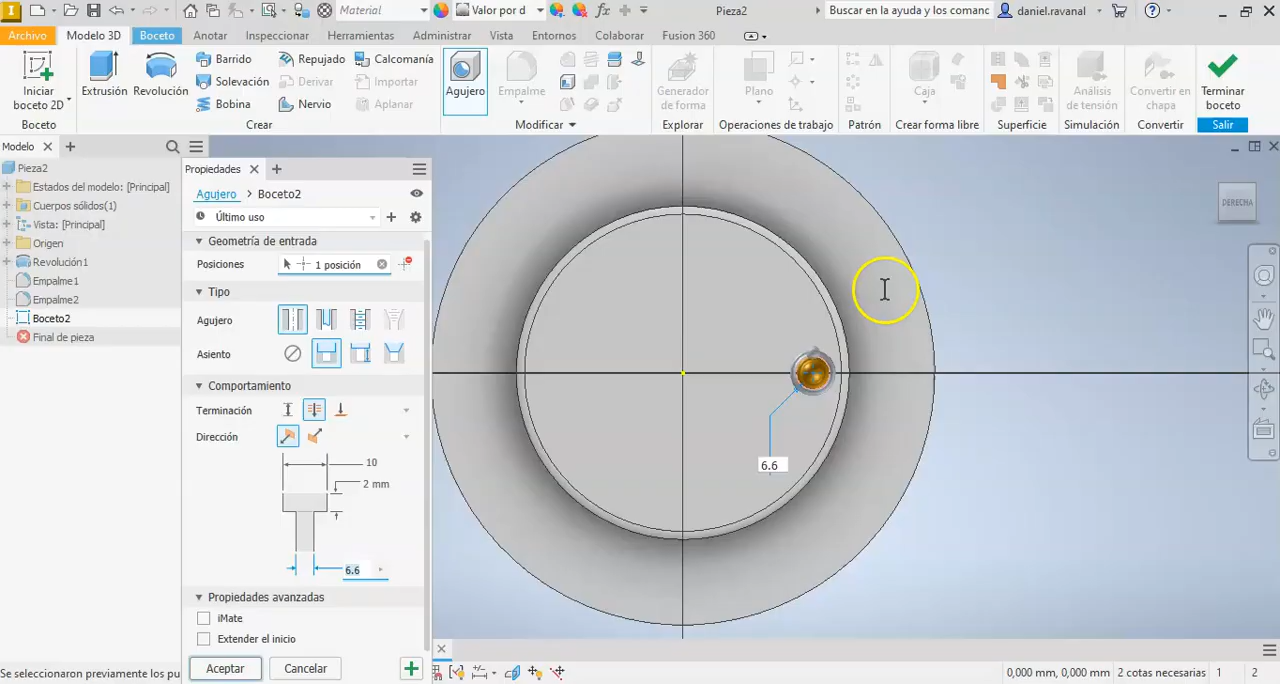 Material
Valor por d
Pieza2
Buscar en la ayuda y los comanc
daniel.ravanal
Archivo
Modelo 3D
Boceto
Anotar
Inspeccionar
Herramientas
Administrar
Vista
Entornos
Colaborar
Fusion 360
Iniciar
boceto 2D
Boceto
Extrusión
Revolución
Barrido
Solevación
Bobina
Repujado
Derivar
Nervio
Calcomanía
Importar
Aplanar
Crear
Agujero
Empalme
Modificar
Generador
de forma
Explorar
Plano
Operaciones de trabajo
Patrón
Caja
Crear forma libre
Superficie
Análisis
de tensión
Simulación
Convertir en
chapa
Convertir
Terminar
boceto
Salir
Modelo
Pieza2
Estados del modelo: [Principal]
Cuerpos sólidos(1)
Vista: [Principal]
Origen
Revolución1
Empalme1
Empalme2
Boceto2
Final de pieza
Propiedades
Agujero > Boceto2
Último uso
Geometría de entrada
Posiciones
1 posición
Tipo
Agujero
Asiento
Comportamiento
Terminación
Dirección
10
2 mm
6.6
Propiedades avanzadas
iMate
Extender el inicio
Aceptar
Cancelar
6.6
DERECHA
Se seleccionaron previamente los pu
0,000 mm, 0,000 mm
2 cotas necesarias
1
2